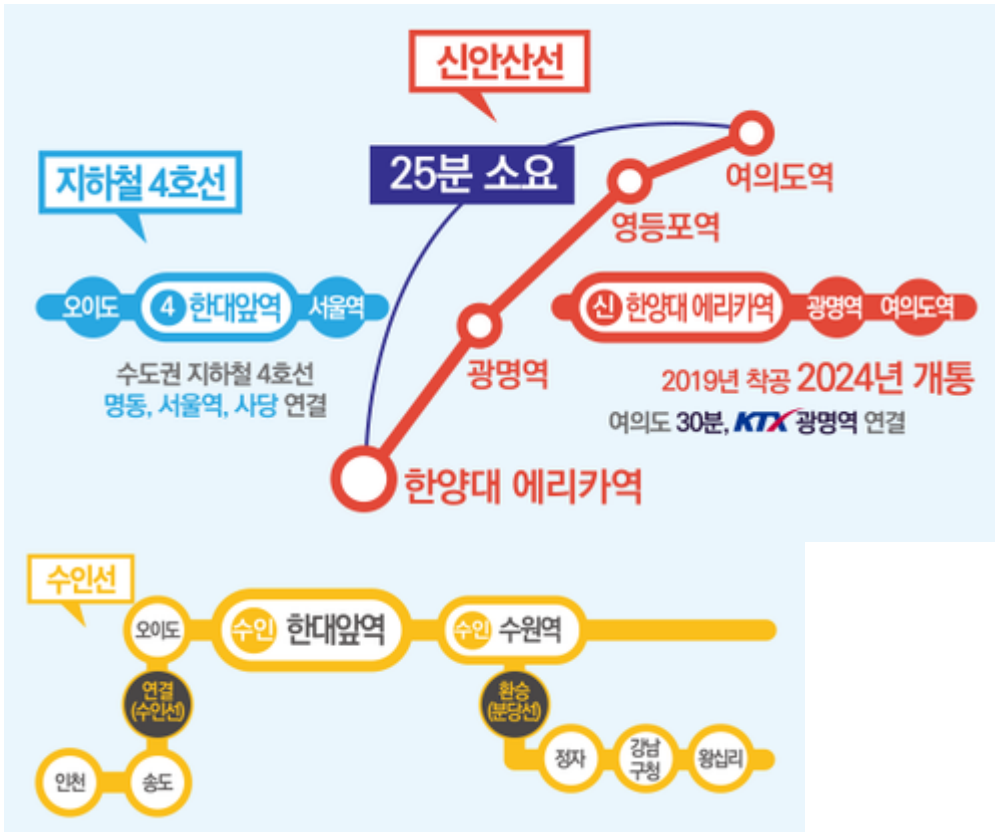 신안산선
25분 소요
여의도역
영등포역
광명역
한양대 에리카역
지하철 4호선
오이도 4 한대앞역 서울역
수도권 지하철 4호선
명동, 서울역, 사당 연결
신 한양대 에리카역 광명역 여의도역
2019년 착공 2024년 개통
여의도 30분, KTX 광명역 연결
수인선
오이도 수인 한대앞역 수인 수원역
연결
(수인선)
환승
(분당선)
인천 송도
정자
강남
구청
왕십리